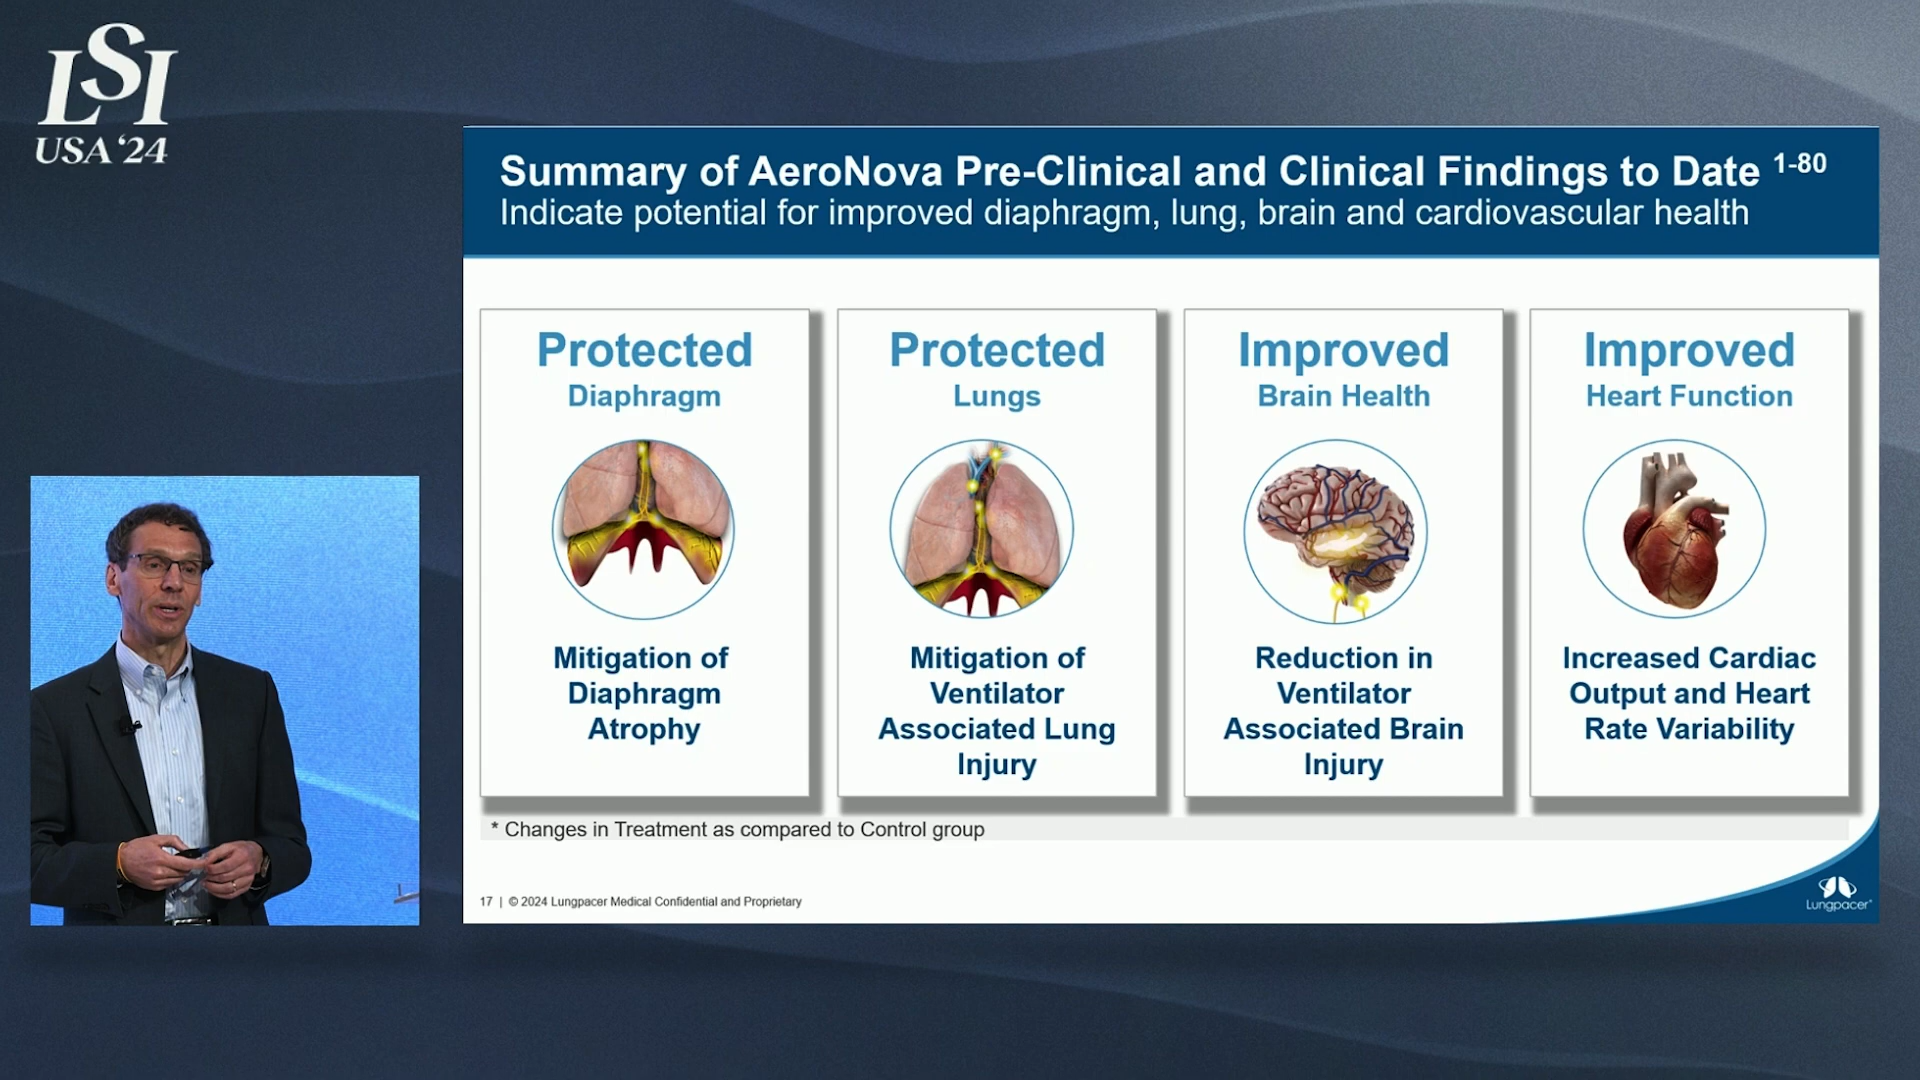 LSI
USA '24
Summary of AeroNova Pre-Clinical and Clinical Findings to Date 1-80
Indicate potential for improved diaphragm, lung, brain and cardiovascular health
Protected
Diaphragm
Mitigation of
Diaphragm
Atrophy
Protected
Lungs
Mitigation of
Ventilator
Associated Lung
Injury
Improved
Brain Health
Reduction in
Ventilator
Associated Brain
Injury
Improved
Heart Function
Increased Cardiac
Output and Heart
Rate Variability
* Changes in Treatment as compared to Control group
17 | © 2024 Lungpacer Medical Confidential and Proprietary
Lungpacer